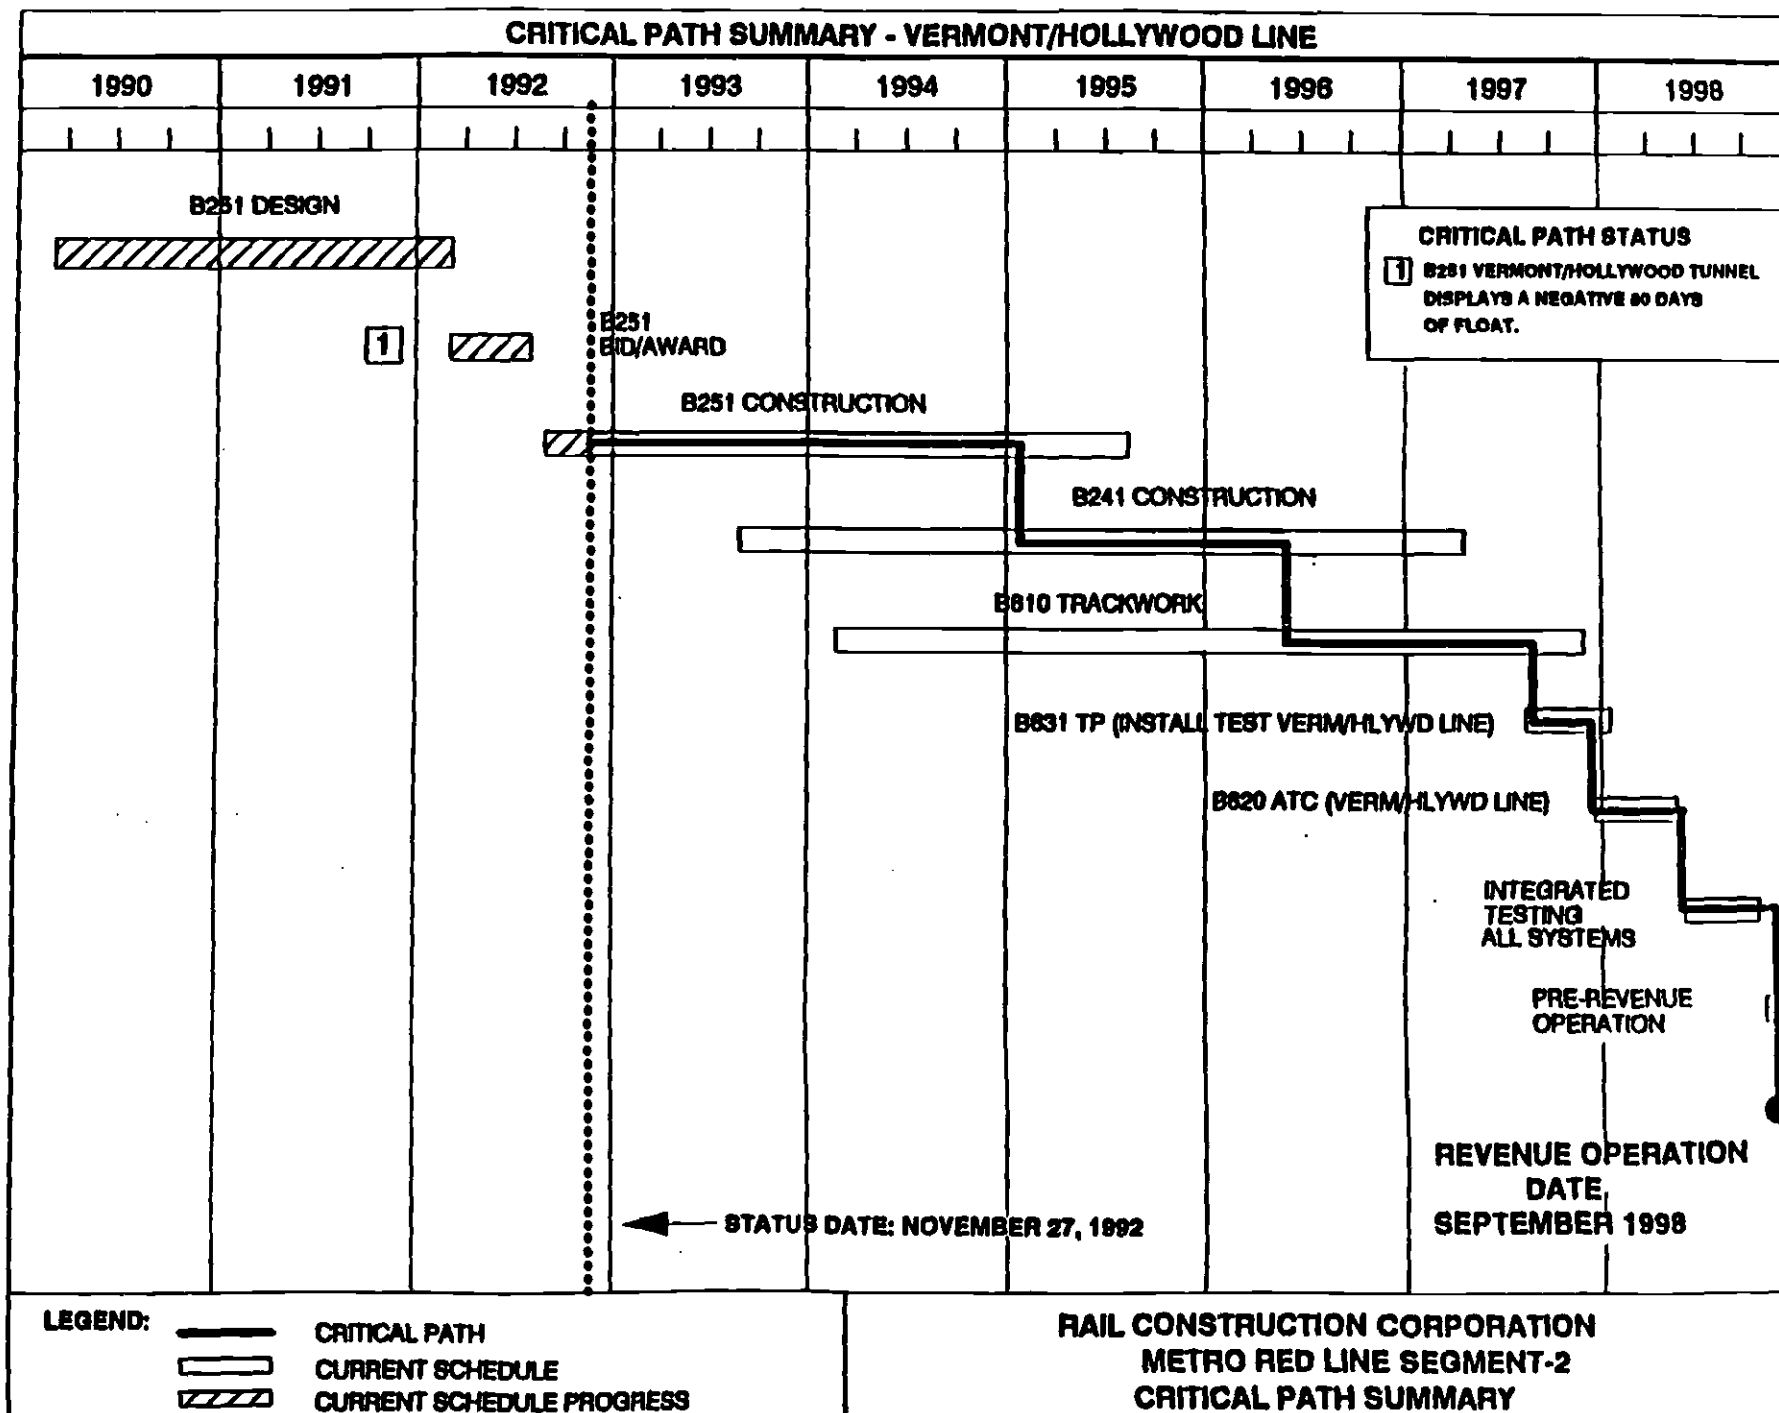 CRITICAL PATH SUMMARY - VERMONT/HOLLYWOOD LINE
1990 1991 1992 1993 1994 1995 1996 1997 1998
B251 DESIGN
CRITICAL PATH STATUS
1 B251 VERMONT/HOLLYWOOD TUNNEL
DISPLAYS A NEGATIVE DAYS
OF FLOAT.
1
B251
BID/AWARD
B251 CONSTRUCTION
B241 CONSTRUCTION
B610 TRACKWORK
B631 TP (INSTALL TEST VERM/HLYWD LINE)
B620 ATC (VERM/HLYWD LINE)
INTEGRATED
TESTING
ALL SYSTEMS
PRE-REVENUE
OPERATION
REVENUE OPERATION
DATE
SEPTEMBER 1998
STATUS DATE: NOVEMBER 27, 1992
LEGEND:
CRITICAL PATH
CURRENT SCHEDULE
CURRENT SCHEDULE PROGRESS
RAIL CONSTRUCTION CORPORATION
METRO RED LINE SEGMENT-2
CRITICAL PATH SUMMARY